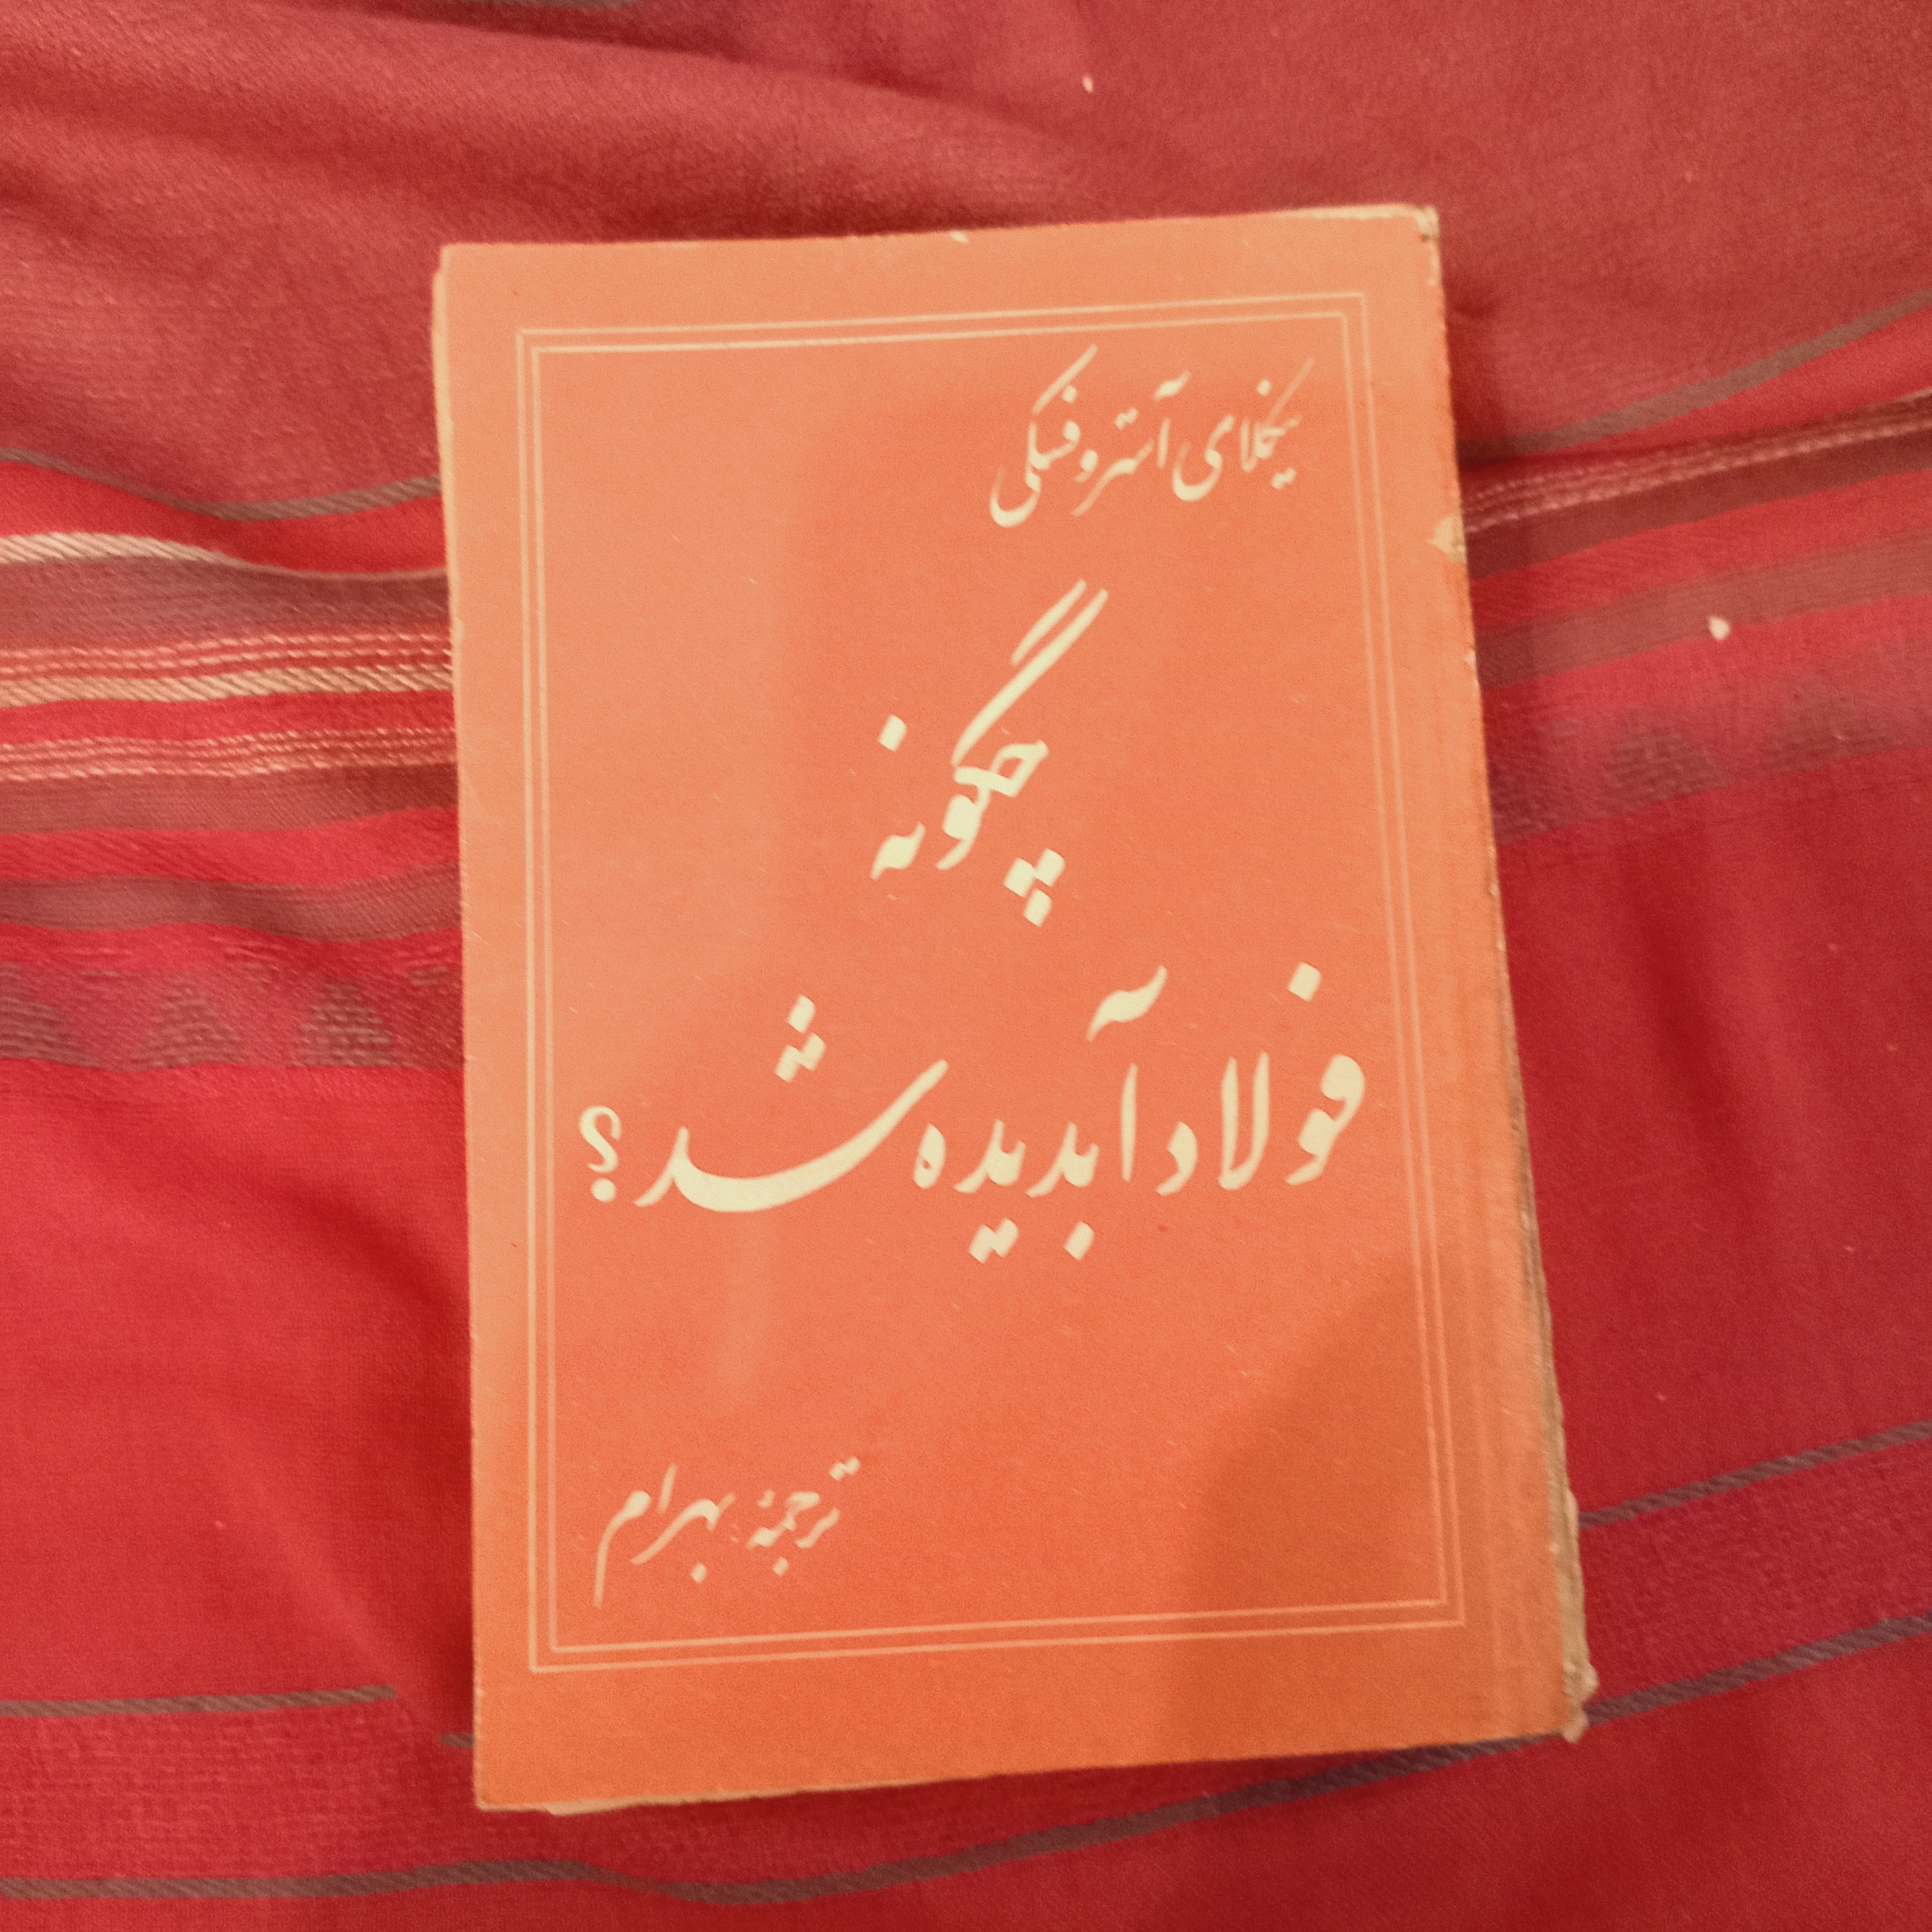 نیکلای آستروفسکی
چگونه
فولاد آبدیده شد؟
ترجمهٔ: بهرام